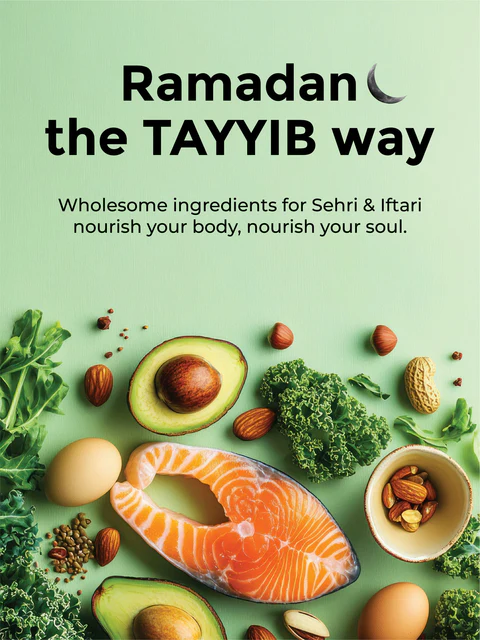 Ramadan
the TAYYIB way
Wholesome ingredients for Sehri & Iftari
nourish your body, nourish your soul.